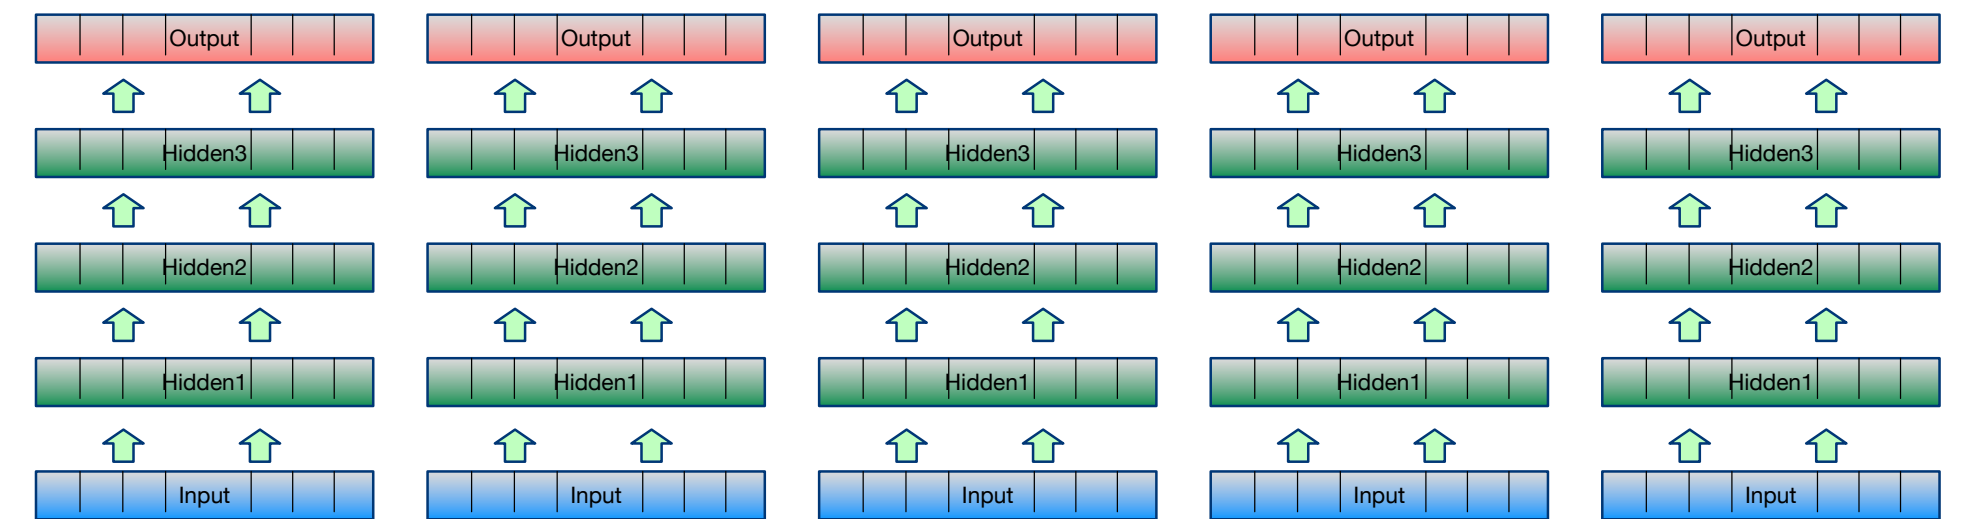 Output Output Output Output Output
Hidden3 Hidden3 Hidden3 Hidden3 Hidden3
Hidden2 Hidden2 Hidden2 Hidden2 Hidden2
Hidden1 Hidden1 Hidden1 Hidden1 Hidden1
Input Input Input Input Input